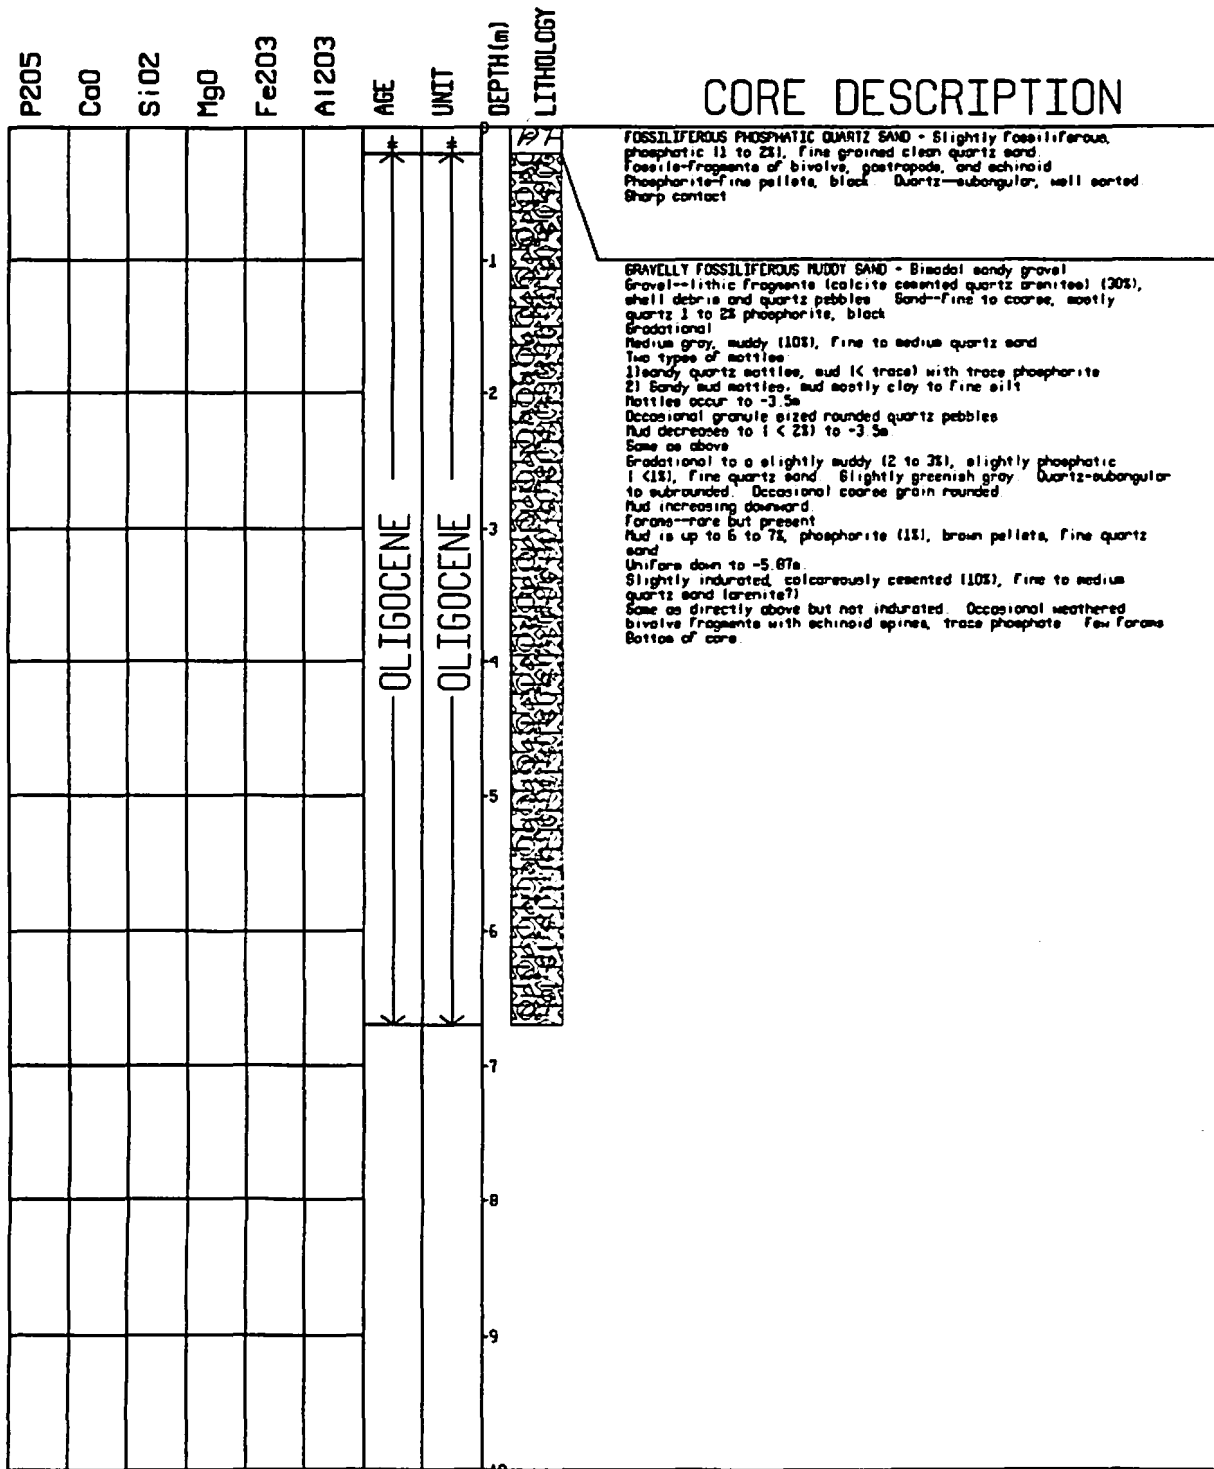 P2O5 CaO SiO2 MgO Fe2O3 Al2O3 AGE UNIT DEPTH(m) LITHOLOGY
CORE DESCRIPTION
0
* *
FOSSILIFEROUS PHOSPHATIC QUARTZ SAND - Slightly fossiliferous,
phosphatic (1 to 2%), fine grained clean quartz sand.
Fossils-fragments of bivalve, gastropods, and echinoid
Phosphorite-fine pellets, black. Quartz--subangular, well sorted
Sharp contact
-1
GRAVELLY FOSSILIFEROUS MUDDY SAND - Bimodal sandy gravel
Gravel--lithic fragments (calcite cemented quartz arenites) (30%),
shell debris and quartz pebbles Sand--fine to coarse, mostly
quartz 1 to 2% phosphorite, black
Gradational
Medium gray, muddy (10%), fine to medium quartz sand
Two types of mottles
1)sandy quartz mottles, mud (< trace) with trace phosphorite
2) Sandy mud mottles, mud mostly clay to fine silt
Mottles occur to -3.5m
Occasional granule sized rounded quartz pebbles
Mud decreases to ( < 2%) to -3.5m
Same as above
Gradational to a slightly muddy (2 to 3%), slightly phosphatic
( <1%), fine quartz sand. Slightly greenish gray. Quartz-subangular
to subrounded. Occasional coarse grain rounded.
Mud increasing downward.
Forams--rare but present
Mud is up to 6 to 7%, phosphorite (1%), brown pellets, fine quartz
sand
Uniform down to -5.87m.
Slightly indurated, calcareously cemented (10%), fine to medium
quartz sand (arenite?)
Same as directly above but not indurated. Occasional weathered
bivalve fragments with echinoid spines, trace phosphate Few forams
Bottom of core.
OLIGOCENE
OLIGOCENE
-2
-3
-4
-5
-6
-7
-8
-9